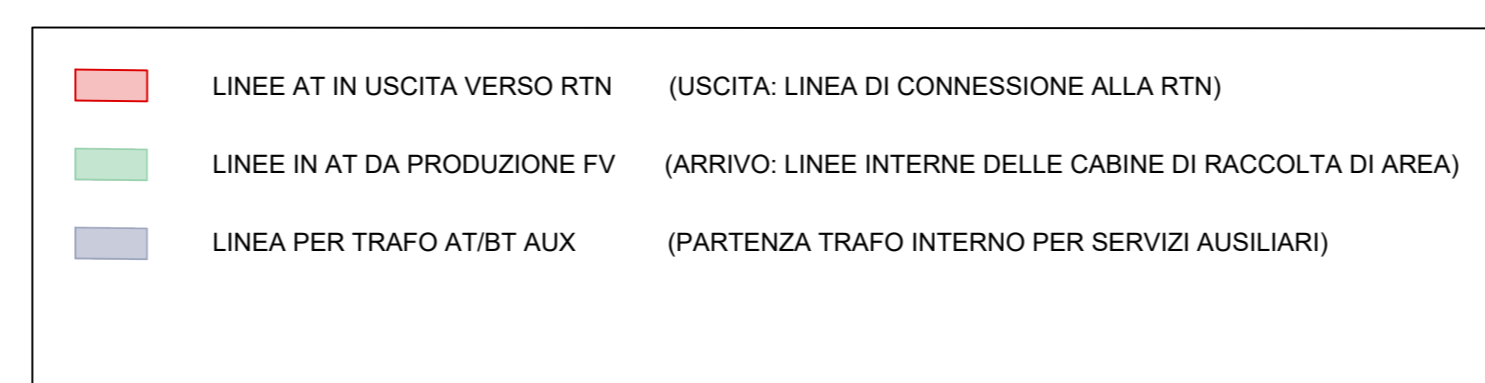 LINEE AT IN USCITA VERSO RTN (USCITA: LINEA DI CONNESSIONE ALLA RTN)
LINEE IN AT DA PRODUZIONE FV (ARRIVO: LINEE INTERNE DELLE CABINE DI RACCOLTA DI AREA)
LINEA PER TRAFO AT/BT AUX (PARTENZA TRAFO INTERNO PER SERVIZI AUSILIARI)